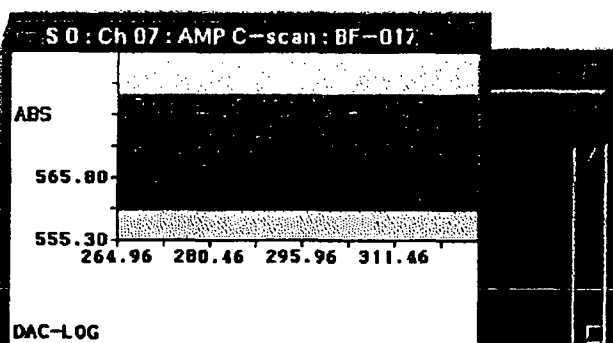 S 0 : Ch 07 : AMP C-scan : BF-017
ABS
565.80
555.30
264.96 280.46 295.96 311.46
DAC-LOG